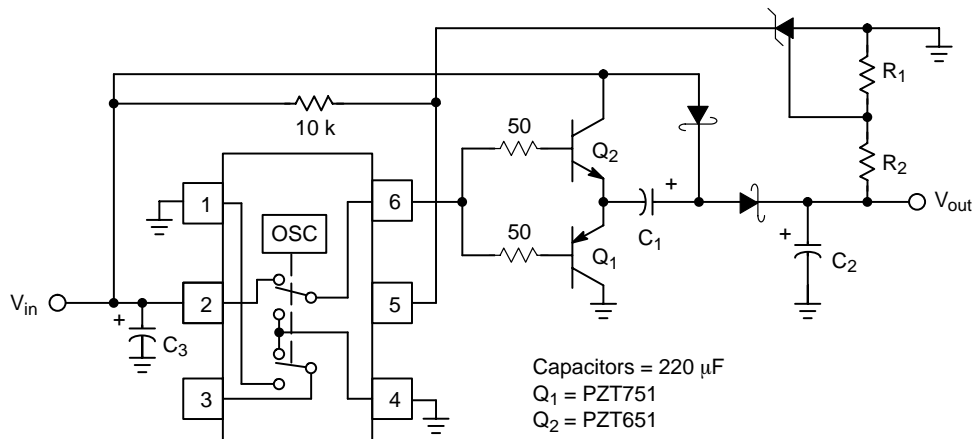 R1
10 k
50
Q2
R2
1
6
OSC
+
Vout
C1
50
Q1
+
C2
Vin
2
5
+
C3
3
4
Capacitors = 220 μF
Q1 = PZT751
Q2 = PZT651